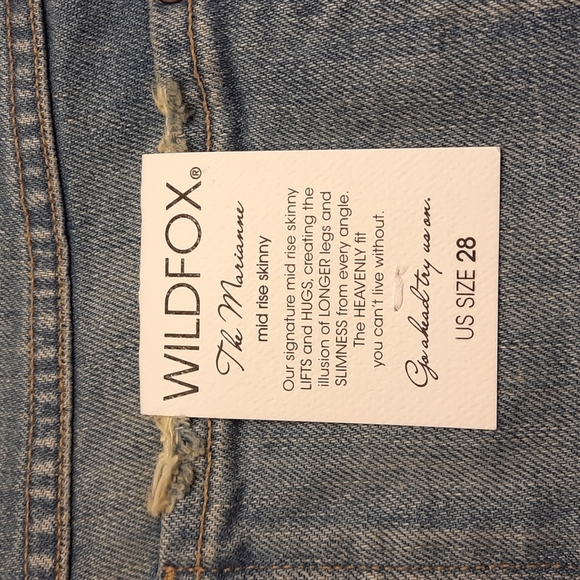 WILDFOX®
The Marianne
mid rise skinny
Our signature mid rise skinny
LIFTS and HUGS, creating the
illusion of LONGER legs and
SLIMNESS from every angle.
The HEAVENLY fit
you can't live without.
Go ahead try us on.
US SIZE 28